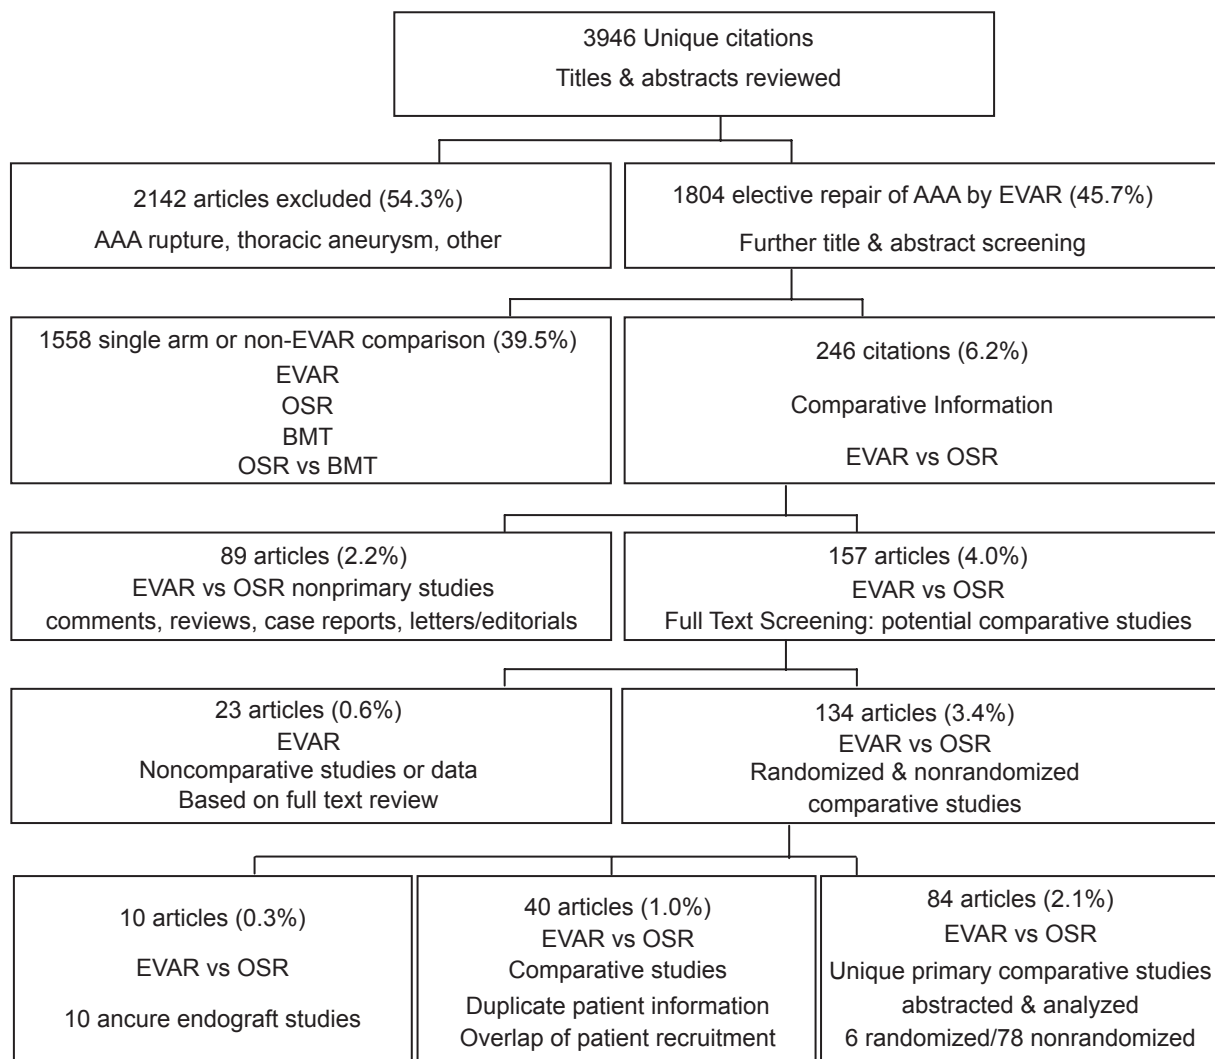 3946 Unique citations
Titles & abstracts reviewed
2142 articles excluded (54.3%)
AAA rupture, thoracic aneurysm, other
1804 elective repair of AAA by EVAR (45.7%)
Further title & abstract screening
1558 single arm or non-EVAR comparison (39.5%)
EVAR
OSR
BMT
OSR vs BMT
246 citations (6.2%)
Comparative Information
EVAR vs OSR
89 articles (2.2%)
EVAR vs OSR nonprimary studies
comments, reviews, case reports, letters/editorials
157 articles (4.0%)
EVAR vs OSR
Full Text Screening: potential comparative studies
23 articles (0.6%)
EVAR
Noncomparative studies or data
Based on full text review
134 articles (3.4%)
EVAR vs OSR
Randomized & nonrandomized
comparative studies
10 articles (0.3%)
EVAR vs OSR
10 ancure endograft studies
40 articles (1.0%)
EVAR vs OSR
Comparative studies
Duplicate patient information
Overlap of patient recruitment
84 articles (2.1%)
EVAR vs OSR
Unique primary comparative studies
abstracted & analyzed
6 randomized/78 nonrandomized